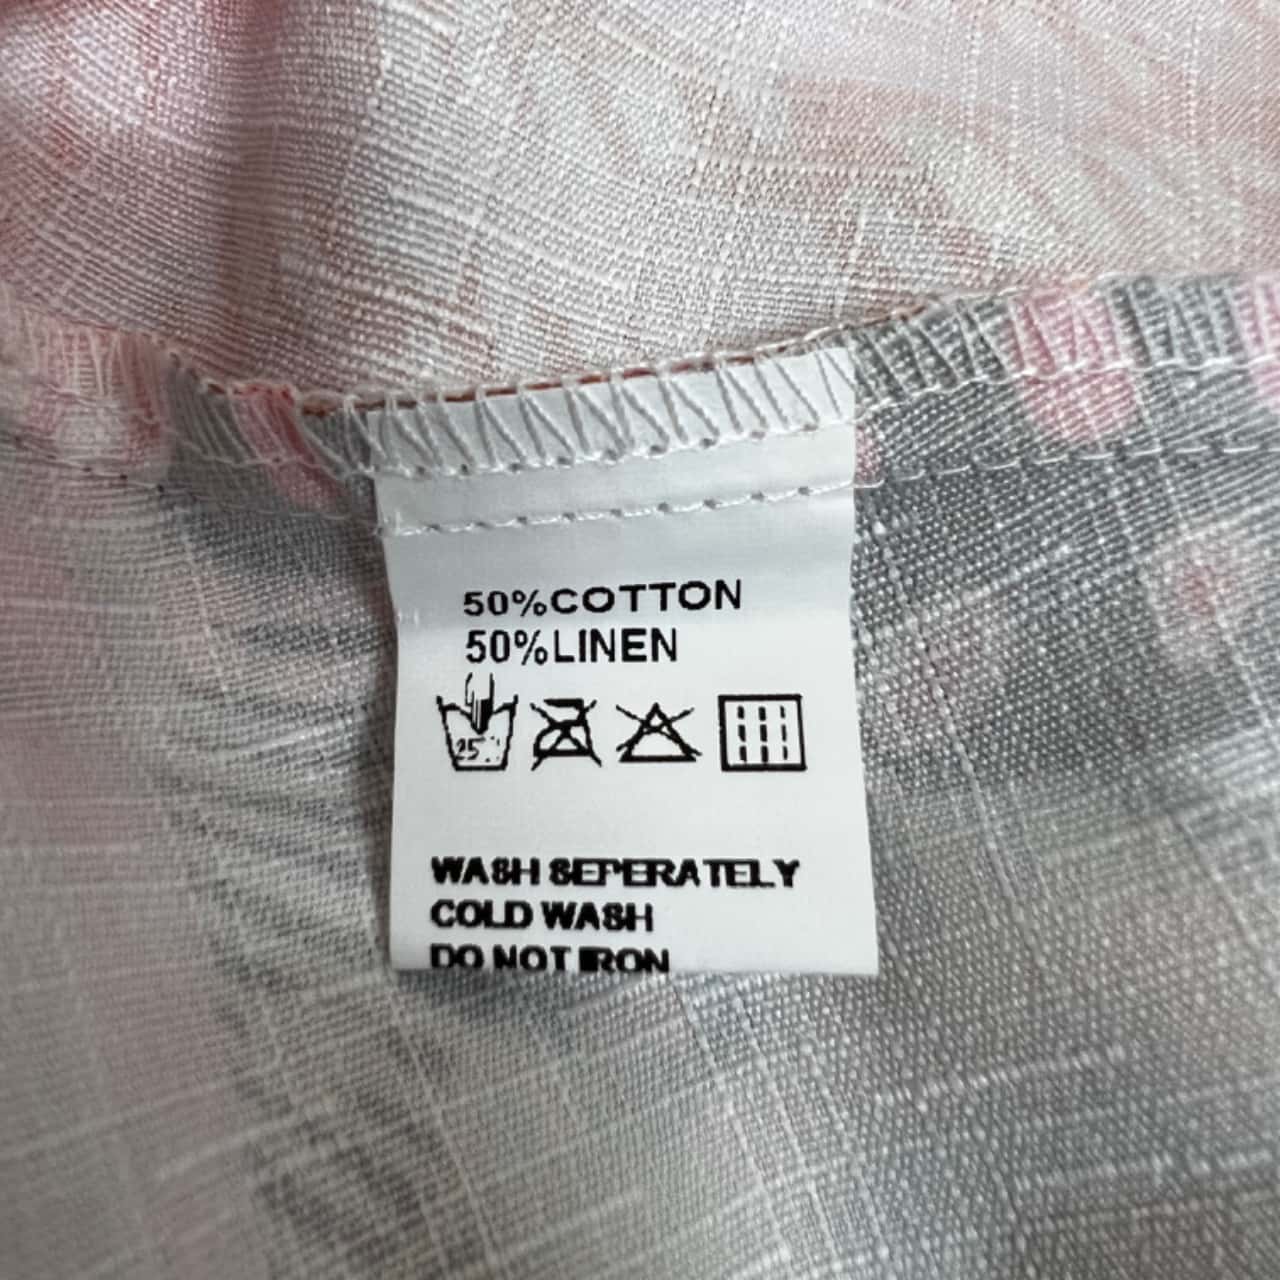 50%COTTON
50%LINEN
25
WASH SEPERATELY
COLD WASH
DO NOT IRON